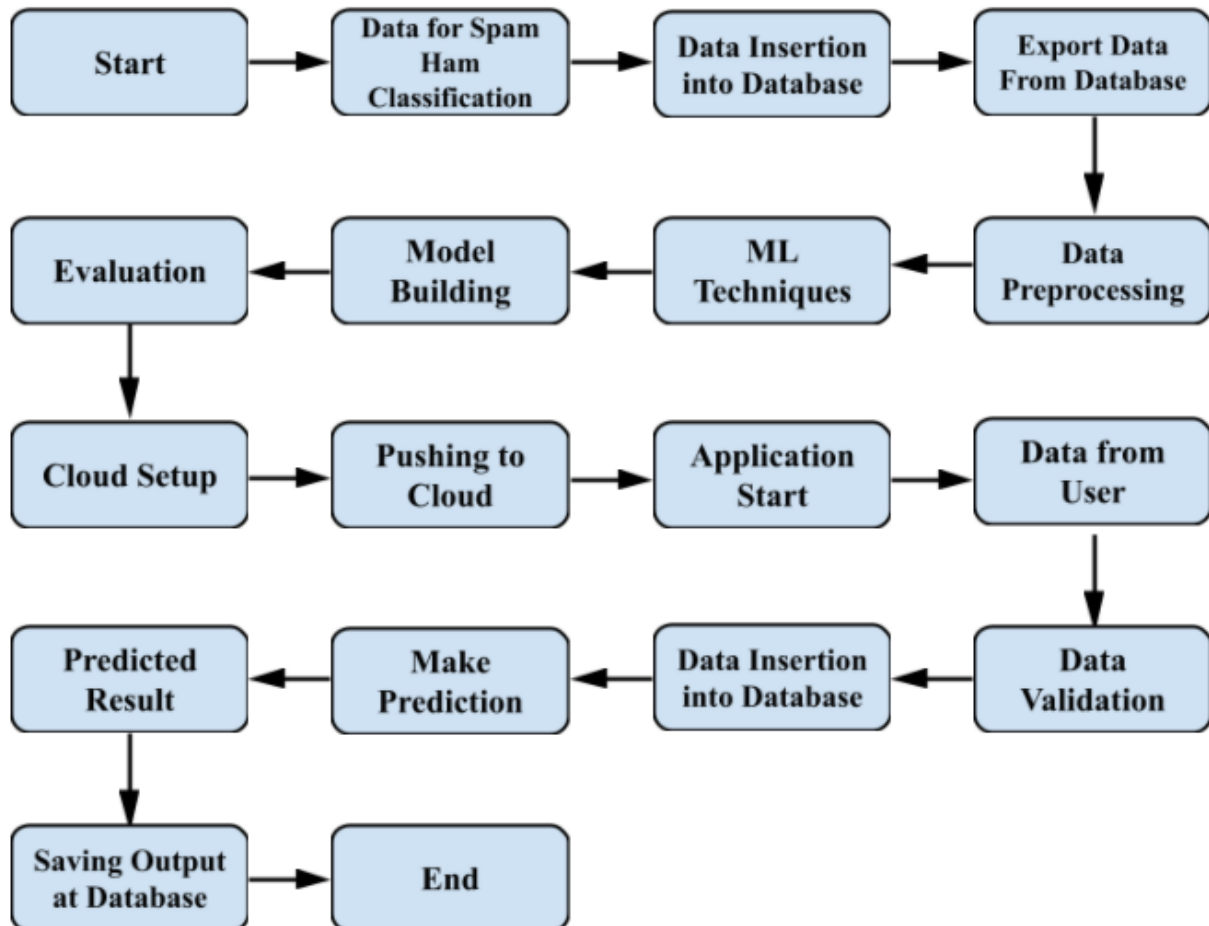 Start
Data for Spam
Ham
Classification
Data Insertion
into Database
Export Data
From Database
Data
Preprocessing
ML
Techniques
Model
Building
Evaluation
Cloud Setup
Pushing to
Cloud
Application
Start
Data from
User
Data
Validation
Data Insertion
into Database
Make
Prediction
Predicted
Result
Saving Output
at Database
End